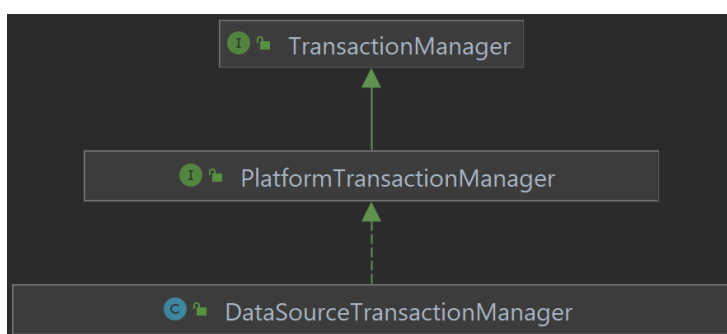 I TransactionManager
I PlatformTransactionManager
C DataSourceTransactionManager